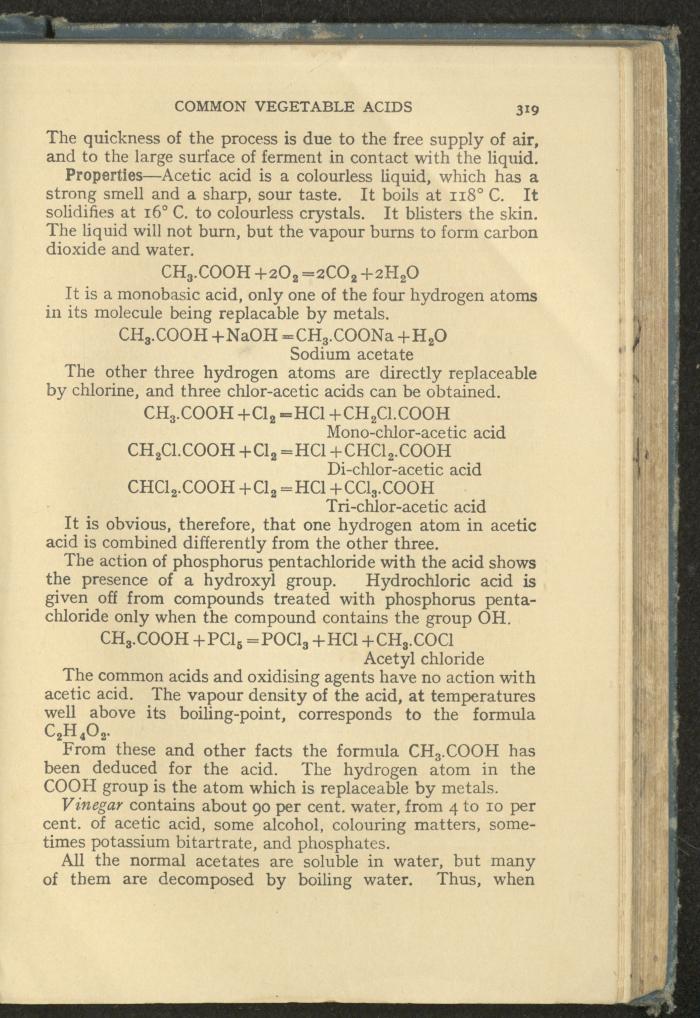 COMMON VEGETABLE ACIDS 319
The quickness of the process is due to the free supply of air,
and to the large surface of ferment in contact with the liquid.
Properties—Acetic acid is a colourless liquid, which has a
strong smell and a sharp, sour taste. It boils at 118° C. It
solidifies at 16° C. to colourless crystals. It blisters the skin.
The liquid will not burn, but the vapour burns to form carbon
dioxide and water.
CH₃.COOH+2O₂=2CO₂+2H₂O
It is a monobasic acid, only one of the four hydrogen atoms
in its molecule being replacable by metals.
CH₃.COOH+NaOH=CH₃.COONa+H₂O
Sodium acetate
The other three hydrogen atoms are directly replaceable
by chlorine, and three chlor-acetic acids can be obtained.
CH₃.COOH+Cl₂=HCl+CH₂Cl.COOH
Mono-chlor-acetic acid
CH₂Cl.COOH+Cl₂=HCl+CHCl₂.COOH
Di-chlor-acetic acid
CHCl₂.COOH+Cl₂=HCl+CCl₃.COOH
Tri-chlor-acetic acid
It is obvious, therefore, that one hydrogen atom in acetic
acid is combined differently from the other three.
The action of phosphorus pentachloride with the acid shows
the presence of a hydroxyl group. Hydrochloric acid is
given off from compounds treated with phosphorus penta-
chloride only when the compound contains the group OH.
CH₃.COOH+PCl₅=POCl₃+HCl+CH₃.COCl
Acetyl chloride
The common acids and oxidising agents have no action with
acetic acid. The vapour density of the acid, at temperatures
well above its boiling-point, corresponds to the formula
C₂H₄O₂.
From these and other facts the formula CH₃.COOH has
been deduced for the acid. The hydrogen atom in the
COOH group is the atom which is replaceable by metals.
Vinegar contains about 90 per cent. water, from 4 to 10 per
cent. of acetic acid, some alcohol, colouring matters, some-
times potassium bitartrate, and phosphates.
All the normal acetates are soluble in water, but many
of them are decomposed by boiling water. Thus, when